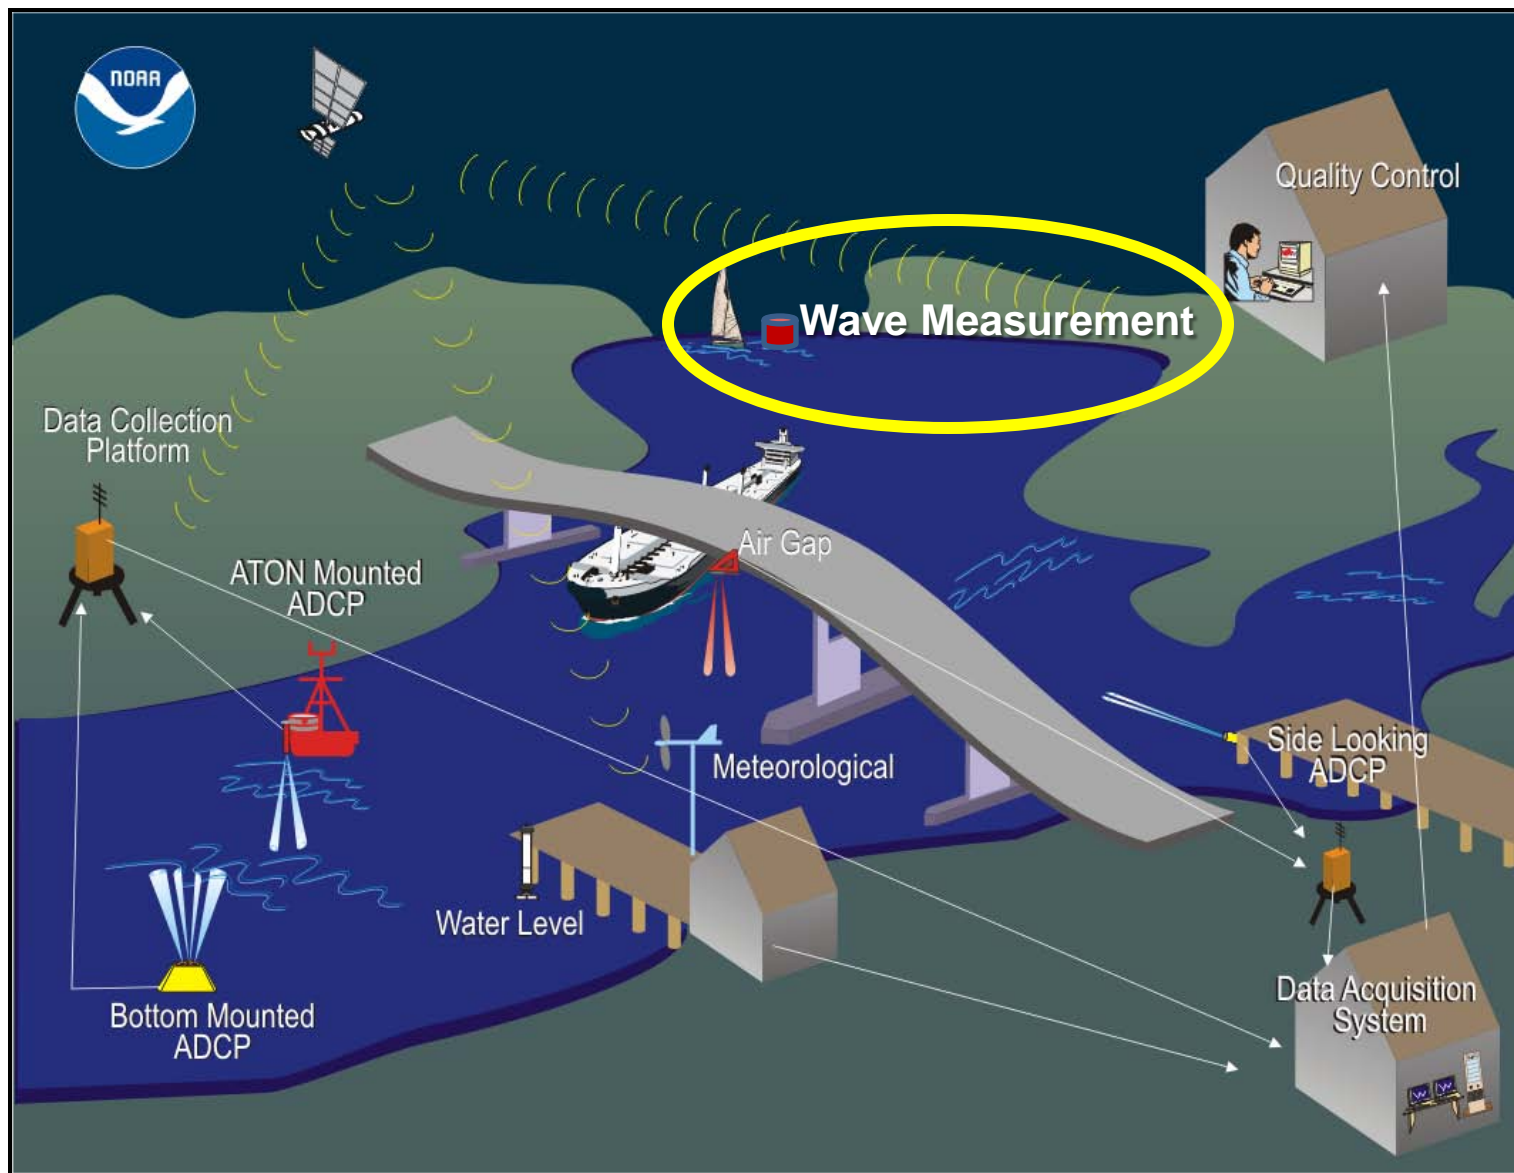 NOAA
Quality Control
Wave Measurement
Data Collection
Platform
Air Gap
ATON Mounted
ADCP
Side Looking
ADCP
Meteorological
Water Level
Data Acquisition
System
Bottom Mounted
ADCP